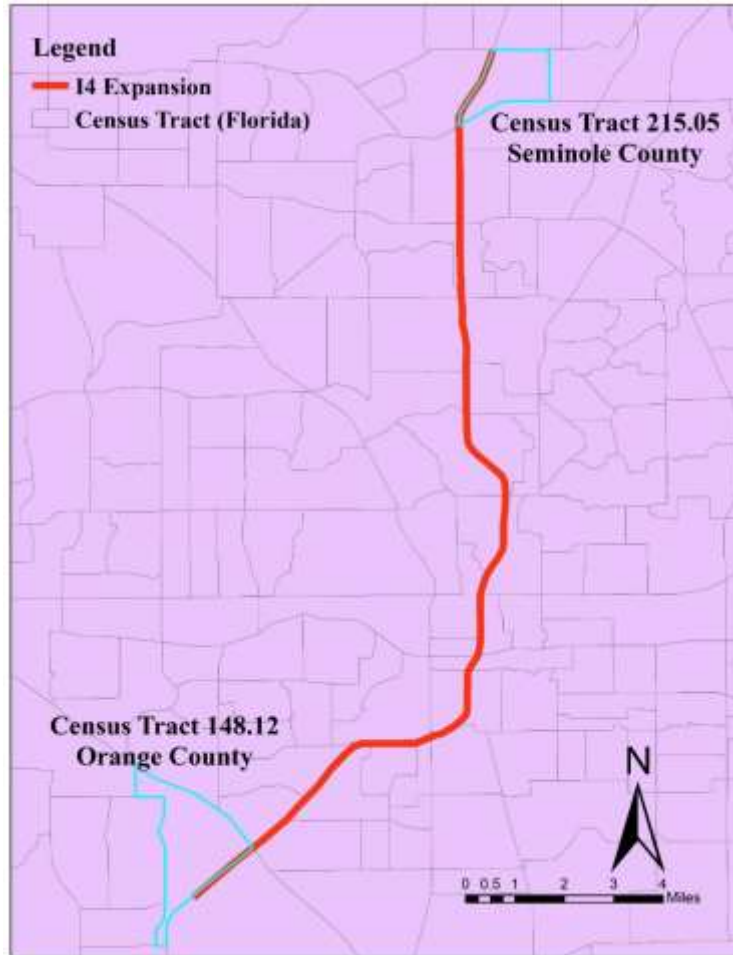 Legend
I4 Expansion
Census Tract (Florida)
Census Tract 215.05
Seminole County
Census Tract 148.12
Orange County
N
0 0.5 1 2 3 4
Miles